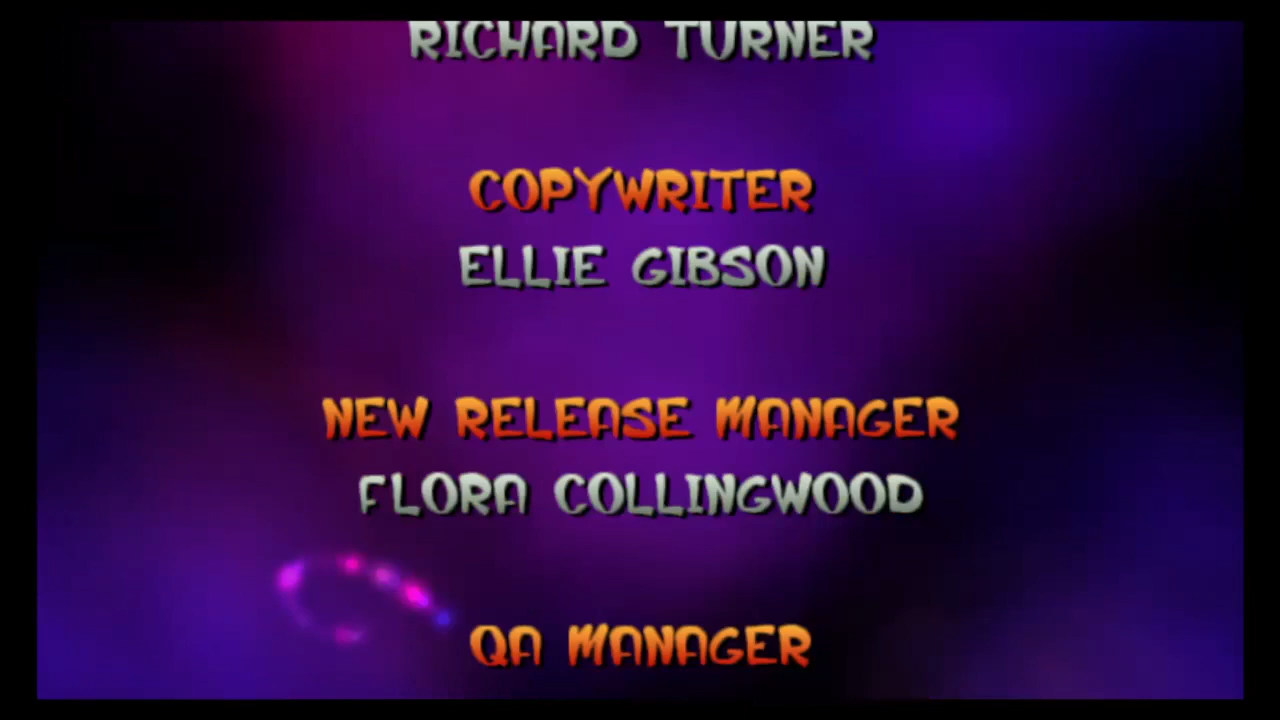 RICHARD TURNER
COPYWRITER
ELLIE GIBSON
NEW RELEASE MANAGER
FLORA COLLINGWOOD
QA MANAGER